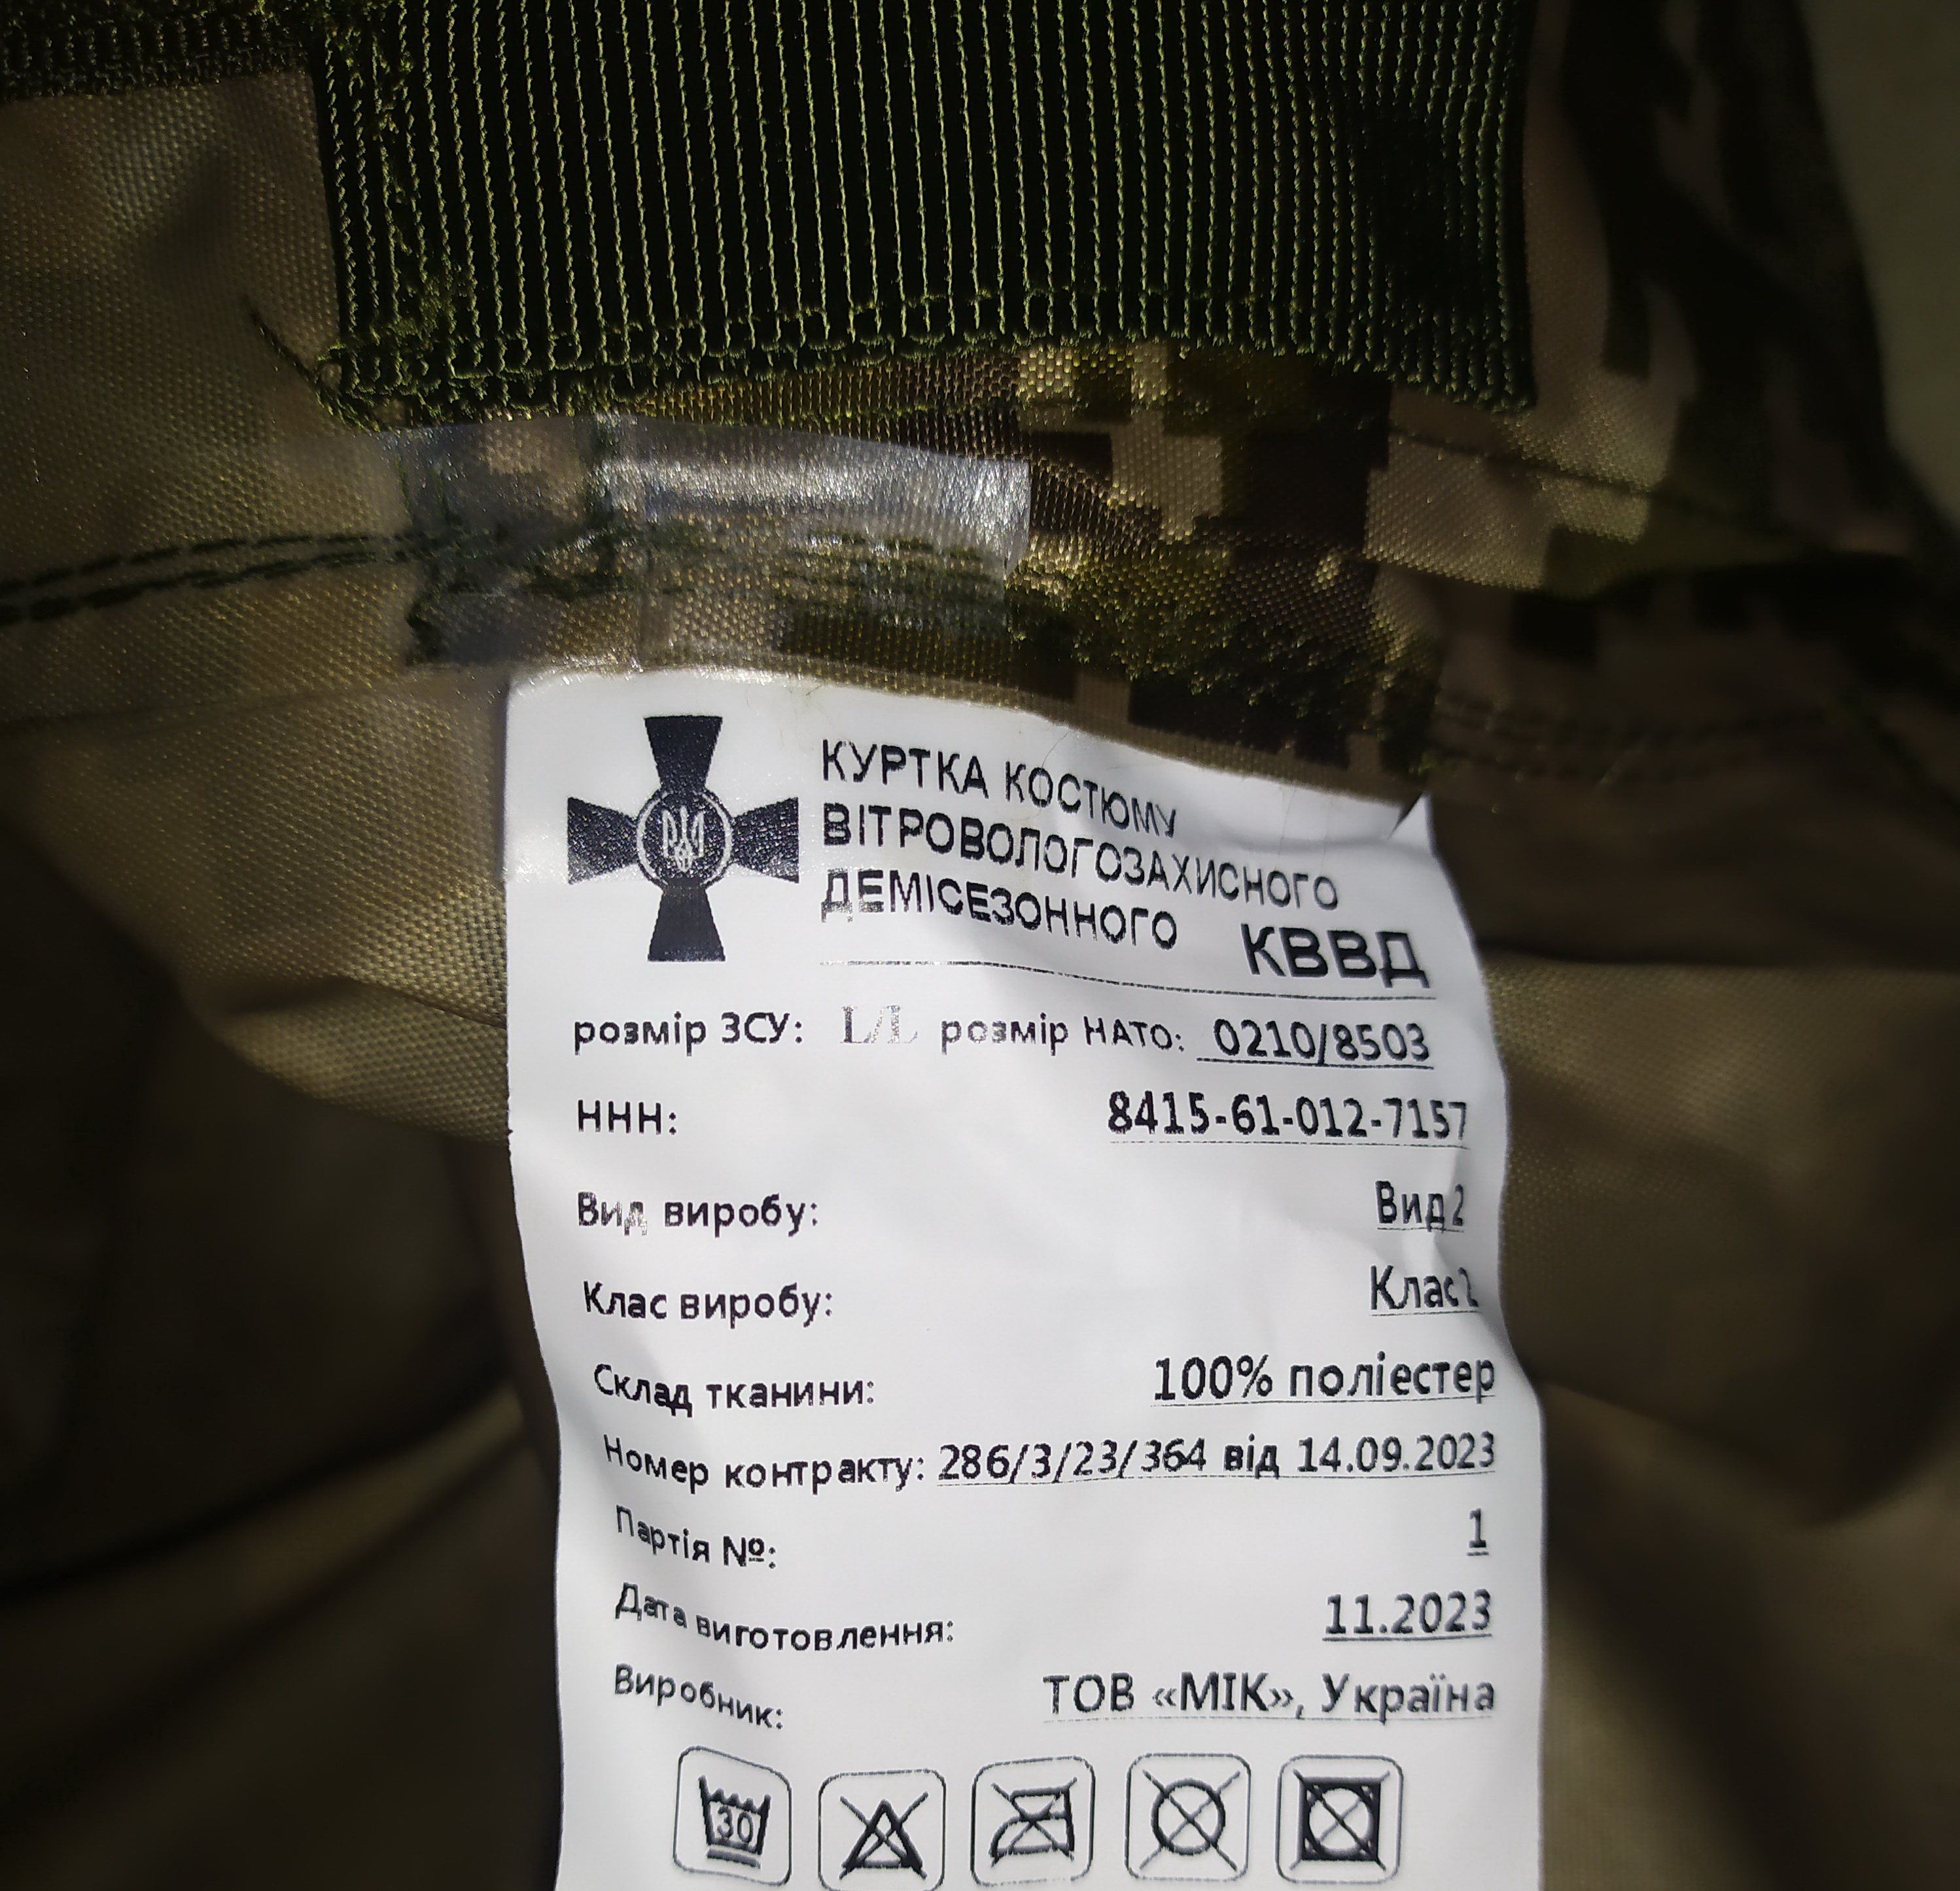 КУРТКА КОСТЮМУ
ВІТРОВОЛОГОЗАХИСНОГО
ДЕМІСЕЗОННОГО КВВД
розмір ЗСУ: L/L розмір НАТО: 0210/8503
ННН: 8415-61-012-7157
Вид виробу: Вид 2
Клас виробу: Клас 2
Склад тканини: 100% поліестер
Номер контракту: 286/3/23/364 від 14.09.2023
Партія №: 1
Дата виготовлення: 11.2023
Виробник: ТОВ «МІК», Україна
30